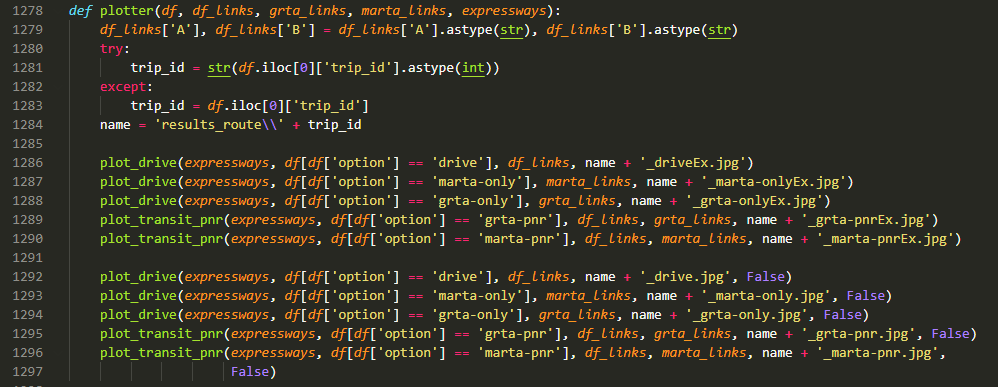 1278 def plotter(df, df_links, grta_links, marta_links, expressways):
1279     df_links['A'], df_links['B'] = df_links['A'].astype(str), df_links['B'].astype(str)
1280     try:
1281         trip_id = str(df.iloc[0]['trip_id'].astype(int))
1282     except:
1283         trip_id = df.iloc[0]['trip_id']
1284     name = 'results_route\\' + trip_id
1285
1286     plot_drive(expressways, df[df['option'] == 'drive'], df_links, name + '_driveEx.jpg')
1287     plot_drive(expressways, df[df['option'] == 'marta-only'], marta_links, name + '_marta-onlyEx.jpg')
1288     plot_drive(expressways, df[df['option'] == 'grta-only'], grta_links, name + '_grta-onlyEx.jpg')
1289     plot_transit_pnr(expressways, df[df['option'] == 'grta-pnr'], df_links, grta_links, name + '_grta-pnrEx.jpg')
1290     plot_transit_pnr(expressways, df[df['option'] == 'marta-pnr'], df_links, marta_links, name + '_marta-pnrEx.jpg')
1291
1292     plot_drive(expressways, df[df['option'] == 'drive'], df_links, name + '_drive.jpg', False)
1293     plot_drive(expressways, df[df['option'] == 'marta-only'], marta_links, name + '_marta-only.jpg', False)
1294     plot_drive(expressways, df[df['option'] == 'grta-only'], grta_links, name + '_grta-only.jpg', False)
1295     plot_transit_pnr(expressways, df[df['option'] == 'grta-pnr'], df_links, grta_links, name + '_grta-pnr.jpg', False)
1296     plot_transit_pnr(expressways, df[df['option'] == 'marta-pnr'], df_links, marta_links, name + '_marta-pnr.jpg',
1297                      False)